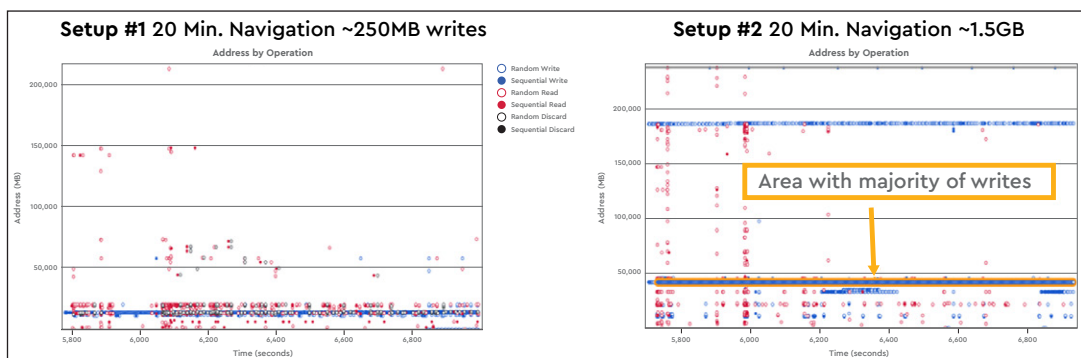 Setup #1 20 Min. Navigation ~250MB writes
Address by Operation
200,000
150,000
100,000
50,000
Address (MB)
5,800 6,000 6,200 6,400 6,600 6,800
Time (seconds)
Random Write
Sequential Write
Random Read
Sequential Read
Random Discard
Sequential Discard
Setup #2 20 Min. Navigation ~1.5GB
Address by Operation
200,000
150,000
100,000
50,000
Address (MB)
Area with majority of writes
5,800 6,000 6,200 6,400 6,600 6,800
Time (seconds)